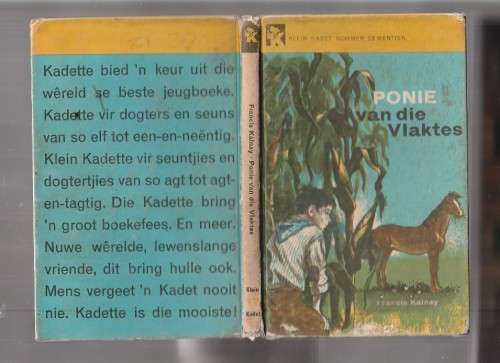 Kadette bied 'n keur uit die
wêreld se beste jeugboeke.
Kadette vir dogters en seuns
van so elf tot een-en-neëntig.
Klein Kadette vir seuntjies en
dogtertjies van so agt tot agt-
en-tagtig. Die Kadette bring
'n groot boekefees. En meer.
Nuwe wêrelde, lewenslange
vriende, dit bring hulle ook.
Mens vergeet 'n Kadet nooit
nie. Kadette is die mooiste!
Francis Kalnay · Ponie van die Vlaktes
Klein
Kadet
KLEIN KADET NOMMER SEWENTIEN
PONIE
van die
Vlaktes
Francis Kalnay